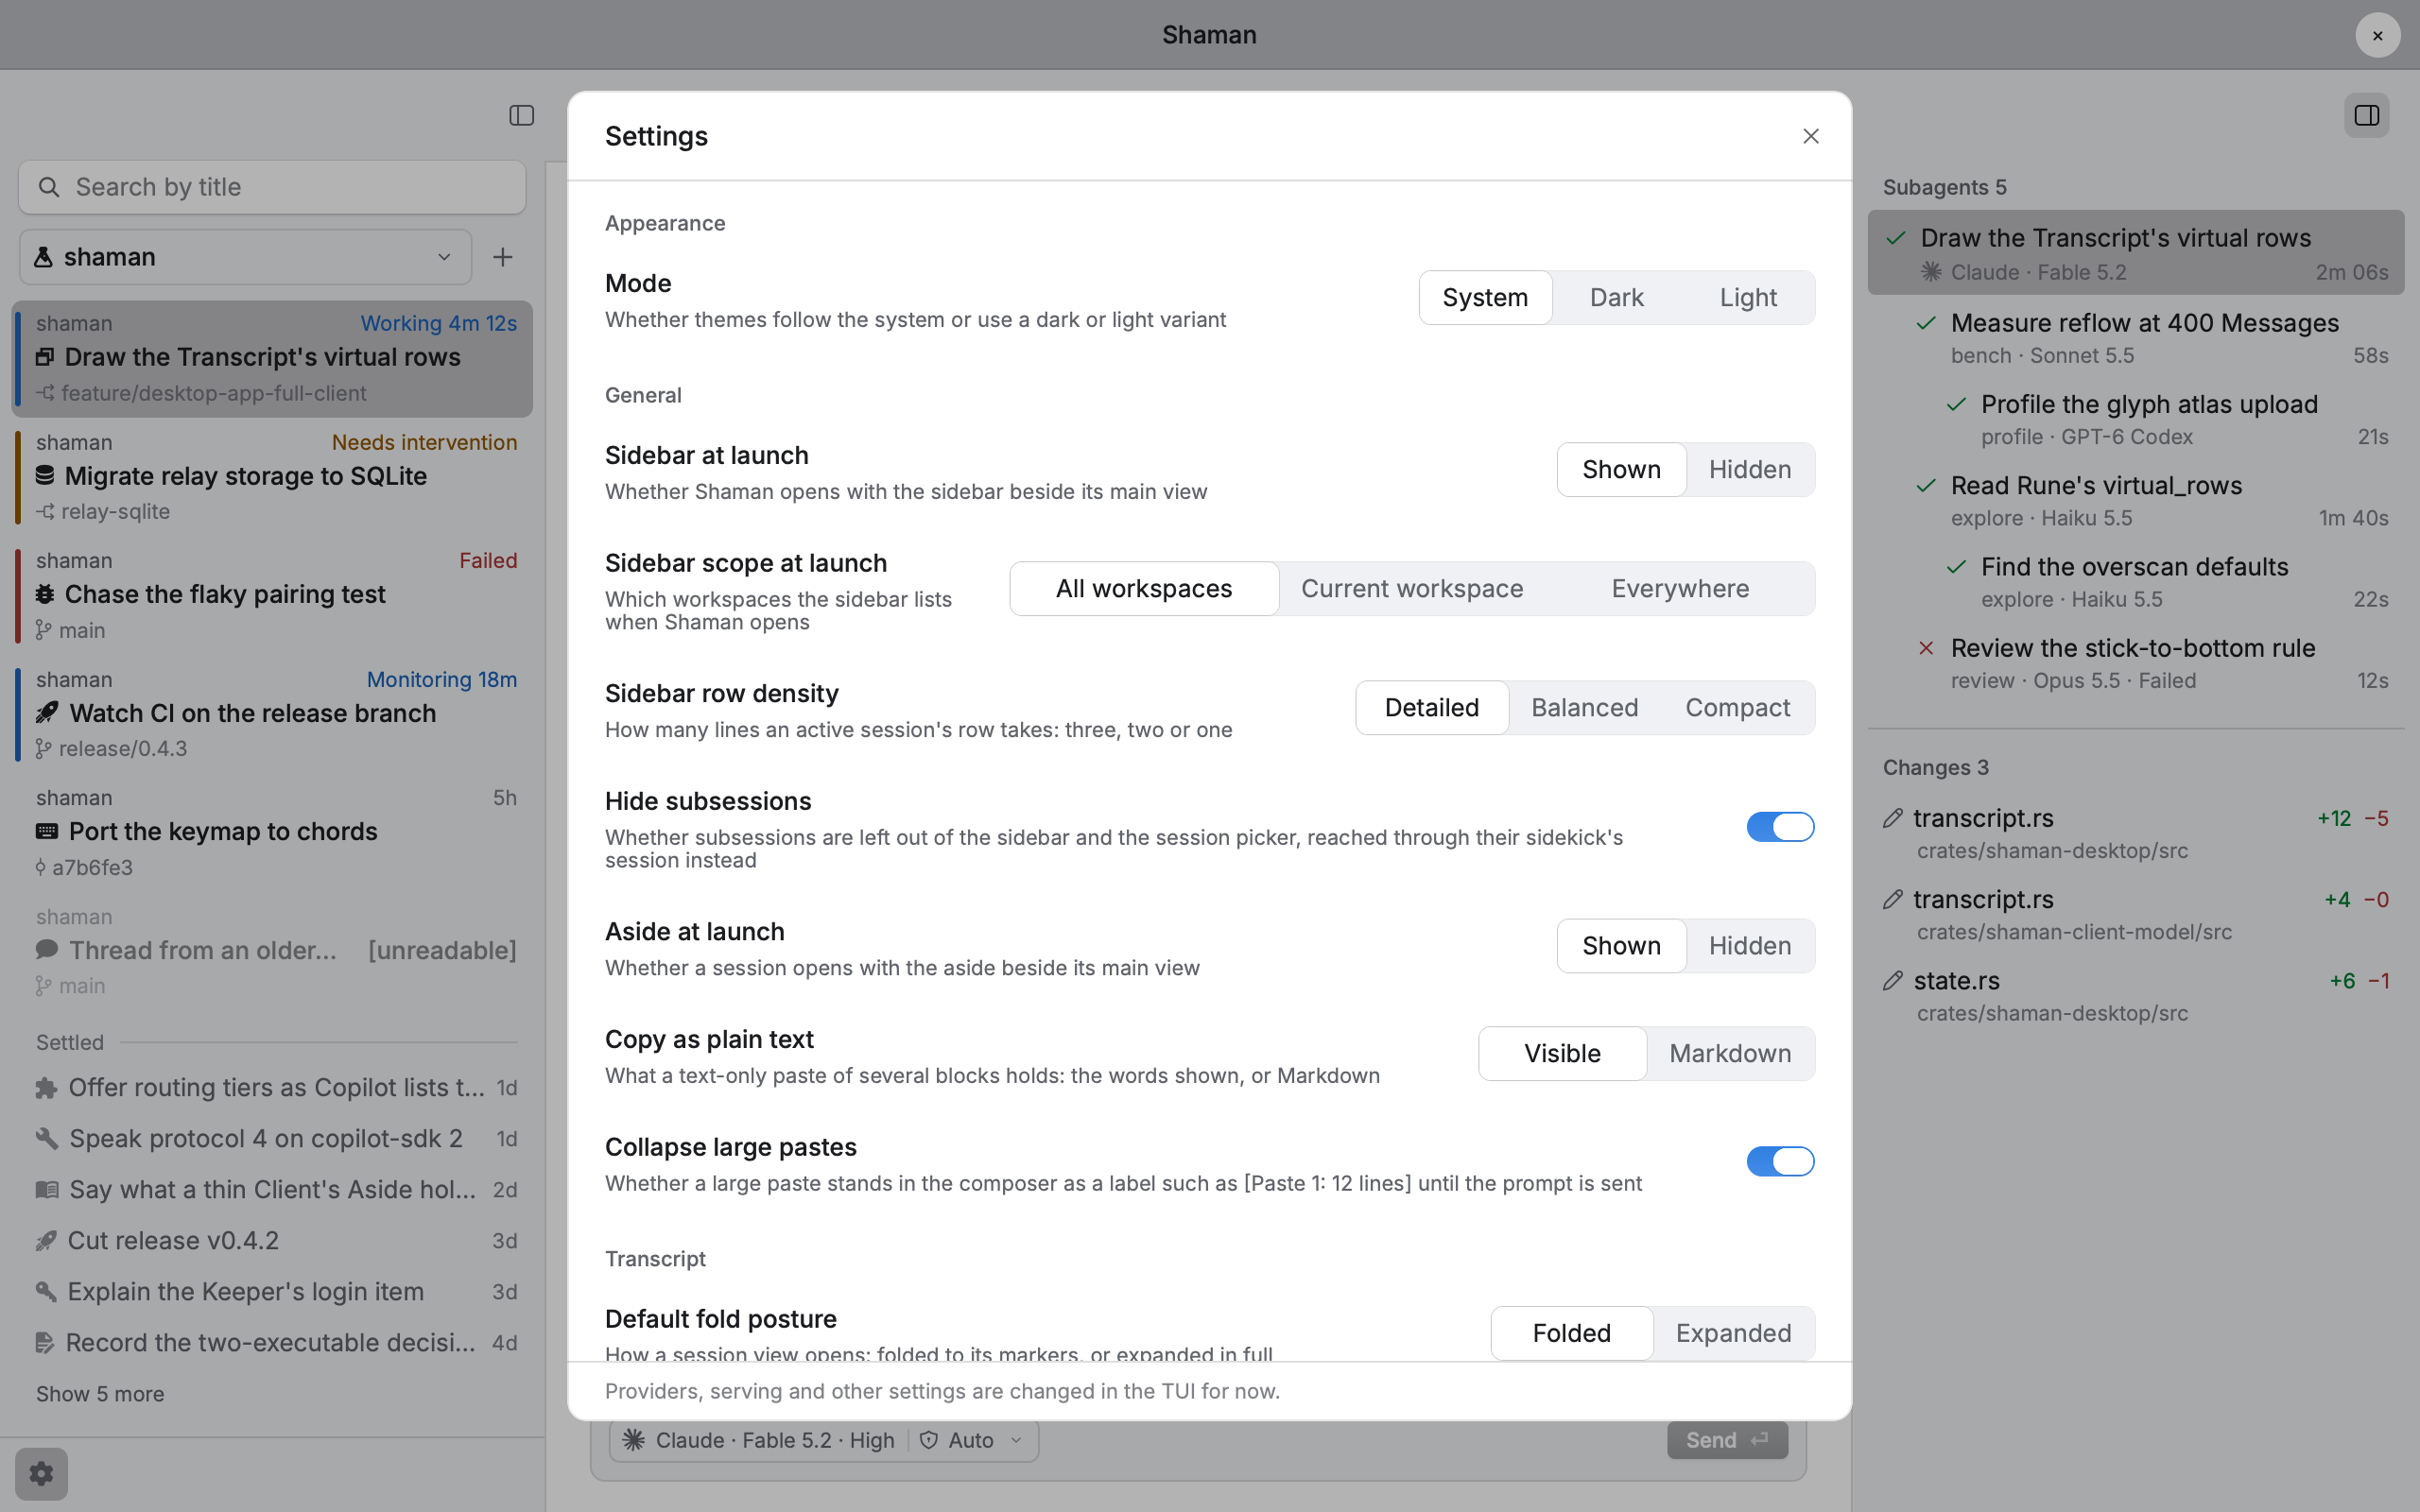 Shaman
Search by title
shaman
shaman Working 4m 12s
Draw the Transcript's virtual rows
feature/desktop-app-full-client
shaman Needs intervention
Migrate relay storage to SQLite
relay-sqlite
shaman Failed
Chase the flaky pairing test
main
shaman Monitoring 18m
Watch CI on the release branch
release/0.4.3
shaman 5h
Port the keymap to chords
a7b6fe3
shaman
Thread from an older... [unreadable]
main
Settled
Offer routing tiers as Copilot lists t... 1d
Speak protocol 4 on copilot-sdk 2 1d
Say what a thin Client's Aside hol... 2d
Cut release v0.4.2 3d
Explain the Keeper's login item 3d
Record the two-executable decisi... 4d
Show 5 more
Settings
Appearance
Mode
Whether themes follow the system or use a dark or light variant
System Dark Light
General
Sidebar at launch
Whether Shaman opens with the sidebar beside its main view
Shown Hidden
Sidebar scope at launch
Which workspaces the sidebar lists
when Shaman opens
All workspaces Current workspace Everywhere
Sidebar row density
How many lines an active session's row takes: three, two or one
Detailed Balanced Compact
Hide subsessions
Whether subsessions are left out of the sidebar and the session picker, reached through their sidekick's
session instead
Aside at launch
Whether a session opens with the aside beside its main view
Shown Hidden
Copy as plain text
What a text-only paste of several blocks holds: the words shown, or Markdown
Visible Markdown
Collapse large pastes
Whether a large paste stands in the composer as a label such as [Paste 1: 12 lines] until the prompt is sent
Transcript
Default fold posture
How a session view opens: folded to its markers, or expanded in full
Folded Expanded
Providers, serving and other settings are changed in the TUI for now.
Claude · Fable 5.2 · High Auto
Send
Subagents 5
Draw the Transcript's virtual rows
Claude · Fable 5.2 2m 06s
Measure reflow at 400 Messages
bench · Sonnet 5.5 58s
Profile the glyph atlas upload
profile · GPT-6 Codex 21s
Read Rune's virtual_rows
explore · Haiku 5.5 1m 40s
Find the overscan defaults
explore · Haiku 5.5 22s
Review the stick-to-bottom rule
review · Opus 5.5 · Failed 12s
Changes 3
transcript.rs +12 −5
crates/shaman-desktop/src
transcript.rs +4 −0
crates/shaman-client-model/src
state.rs +6 −1
crates/shaman-desktop/src